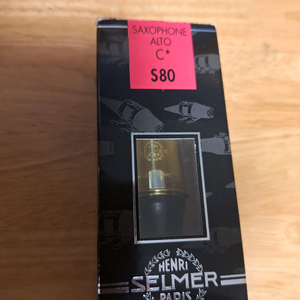 SAXOPHONE
ALTO
C*
S80
HENRI
SELMER
PARIS